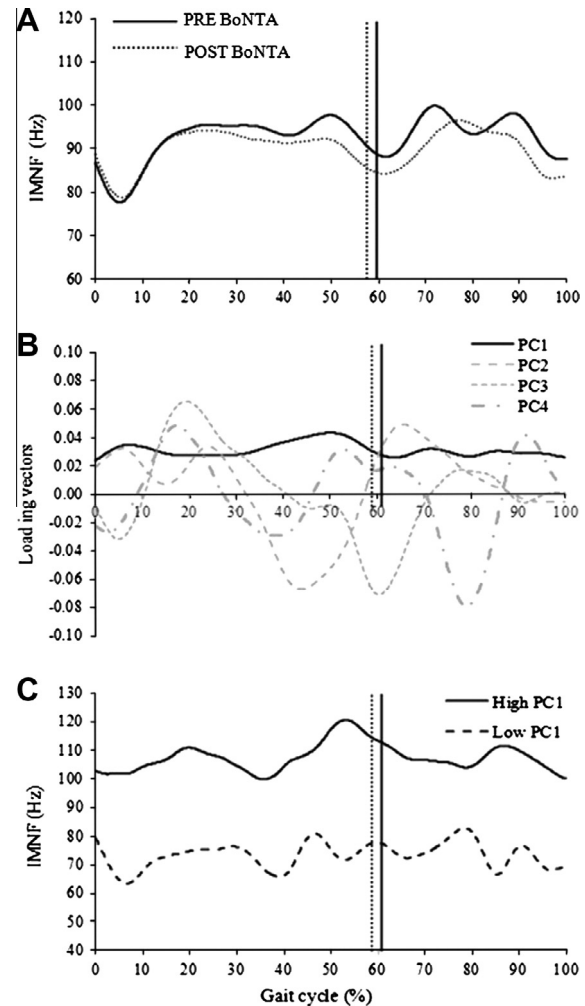 A
PRE BoNTA
POST BoNTA
120
110
100
90
80
70
60
IMNF (Hz)
0 10 20 30 40 50 60 70 80 90 100
B
PC1
PC2
PC3
PC4
0.10
0.08
0.06
0.04
0.02
0.00
-0.02
-0.04
-0.06
-0.08
-0.10
Loading vectors
0 10 20 30 40 50 60 70 80 90 100
C
High PC1
Low PC1
130
120
110
100
90
80
70
60
50
40
IMNF (Hz)
0 10 20 30 40 50 60 70 80 90 100
Gait cycle (%)